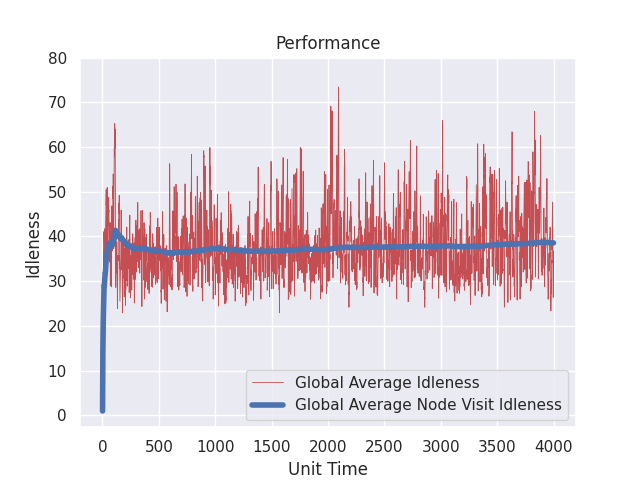 Performance
80
70
60
50
40
30
20
10
0
Idleness
Global Average Idleness
Global Average Node Visit Idleness
0 500 1000 1500 2000 2500 3000 3500 4000
Unit Time